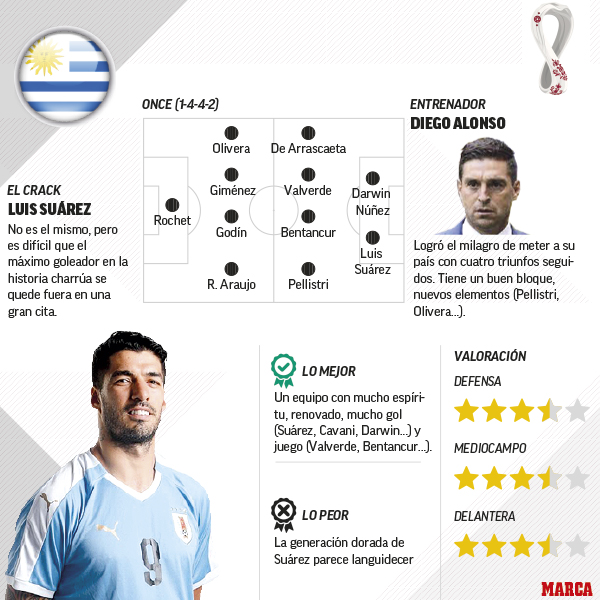 ONCE (1-4-4-2)
Olivera
De Arrascaeta
Giménez
Valverde
Darwin
Núñez
Rochet
Godín
Bentancur
Luis
Suárez
R. Araujo
Pellistri
ENTRENADOR
DIEGO ALONSO
Logró el milagro de meter a su
país con cuatro triunfos segui-
dos. Tiene un buen bloque,
nuevos elementos (Pellistri,
Olivera...).
EL CRACK
LUIS SUÁREZ
No es el mismo, pero
es difícil que el
máximo goleador en la
historia charrúa se
quede fuera en una
gran cita.
9
LO MEJOR
Un equipo con mucho espíri-
tu, renovado, mucho gol
(Suárez, Cavani, Darwin...) y
juego (Valverde, Bentancur...).
LO PEOR
La generación dorada de
Suárez parece languidecer
VALORACIÓN
DEFENSA
MEDIOCAMPO
DELANTERA
MARCA